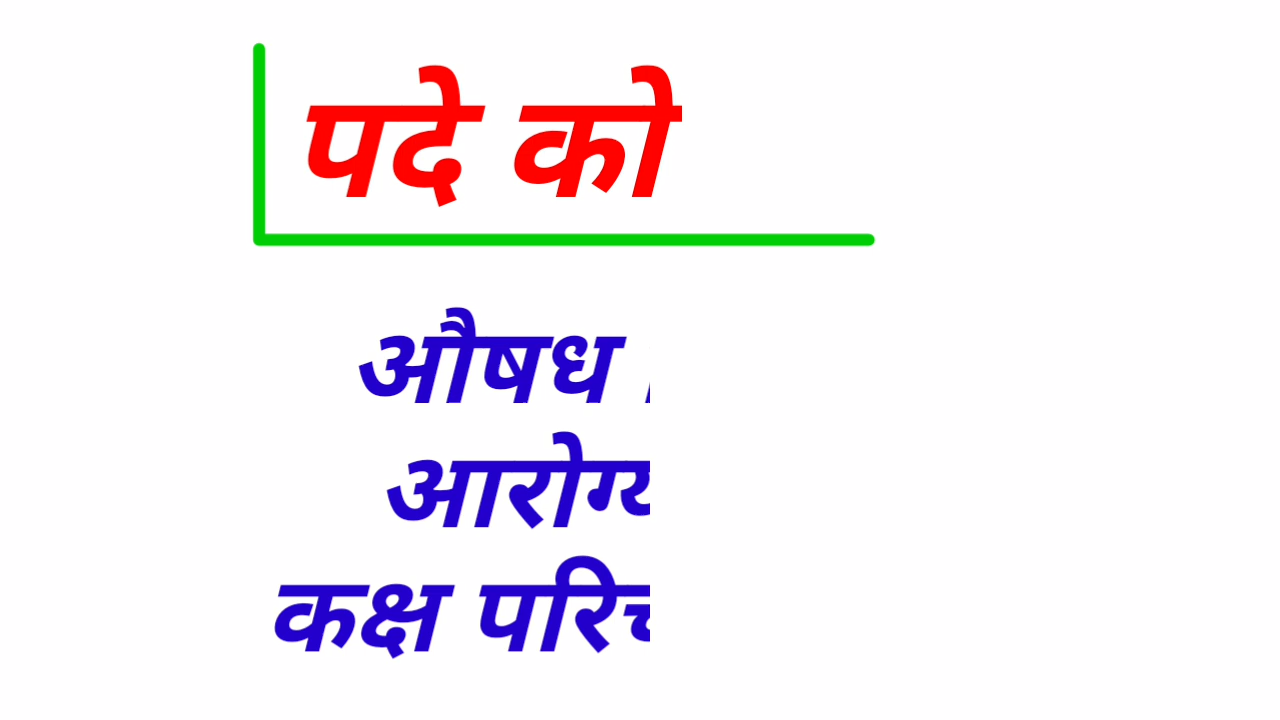 पदे को
औषध
आरोग्य
कक्ष परिच